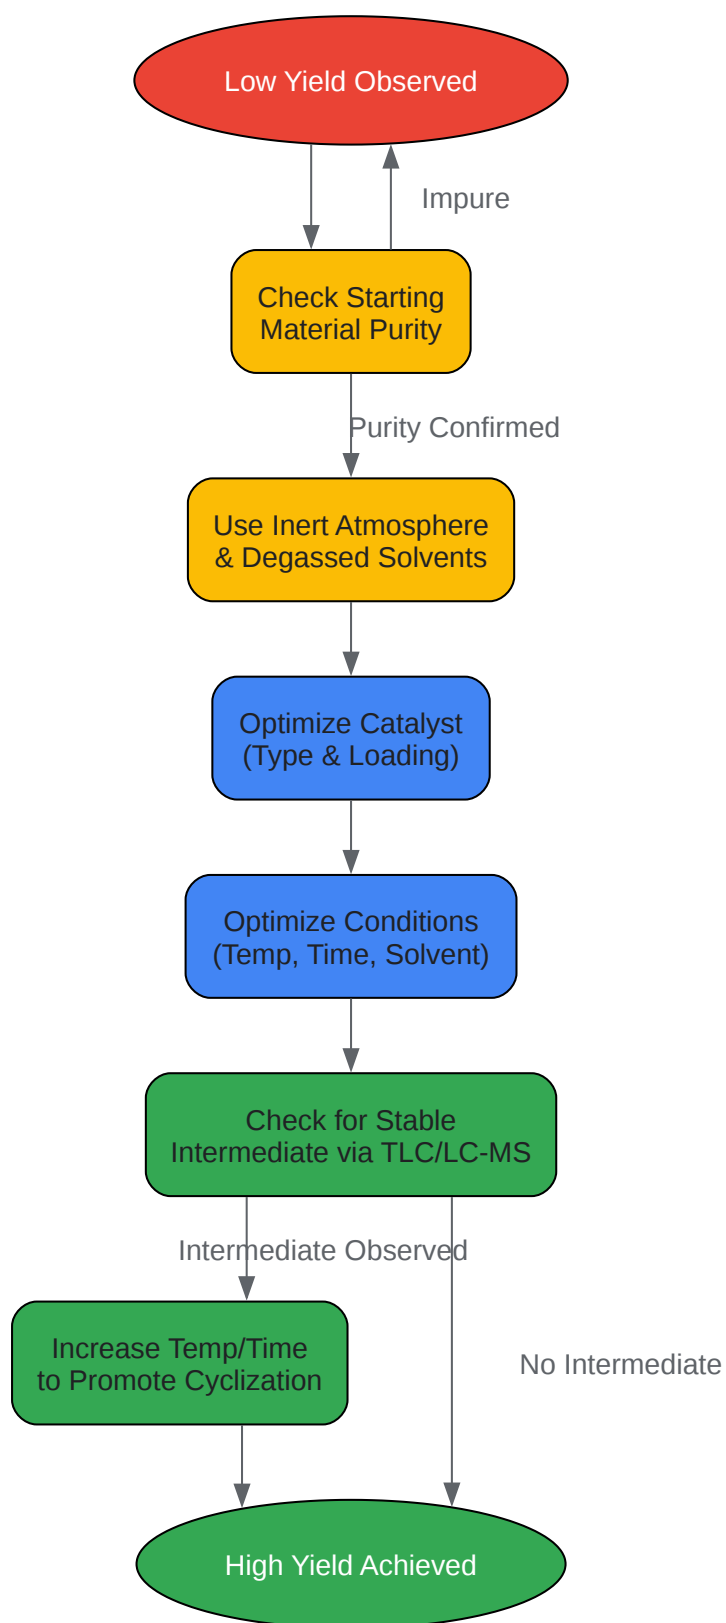 Low Yield Observed
Impure
Check Starting
Material Purity
Purity Confirmed
Use Inert Atmosphere
& Degassed Solvents
Optimize Catalyst
(Type & Loading)
Optimize Conditions
(Temp, Time, Solvent)
Check for Stable
Intermediate via TLC/LC-MS
Intermediate Observed
Increase Temp/Time
to Promote Cyclization
No Intermediate
High Yield Achieved